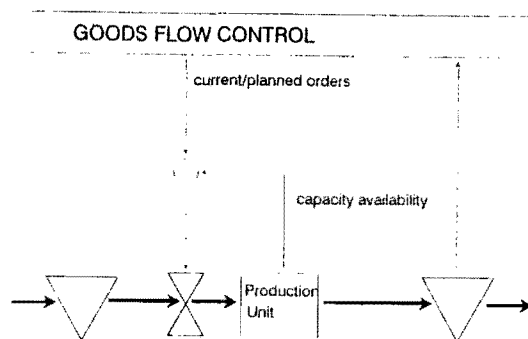 GOODS FLOW CONTROL
current/planned orders
capacity availability
Production
Unit